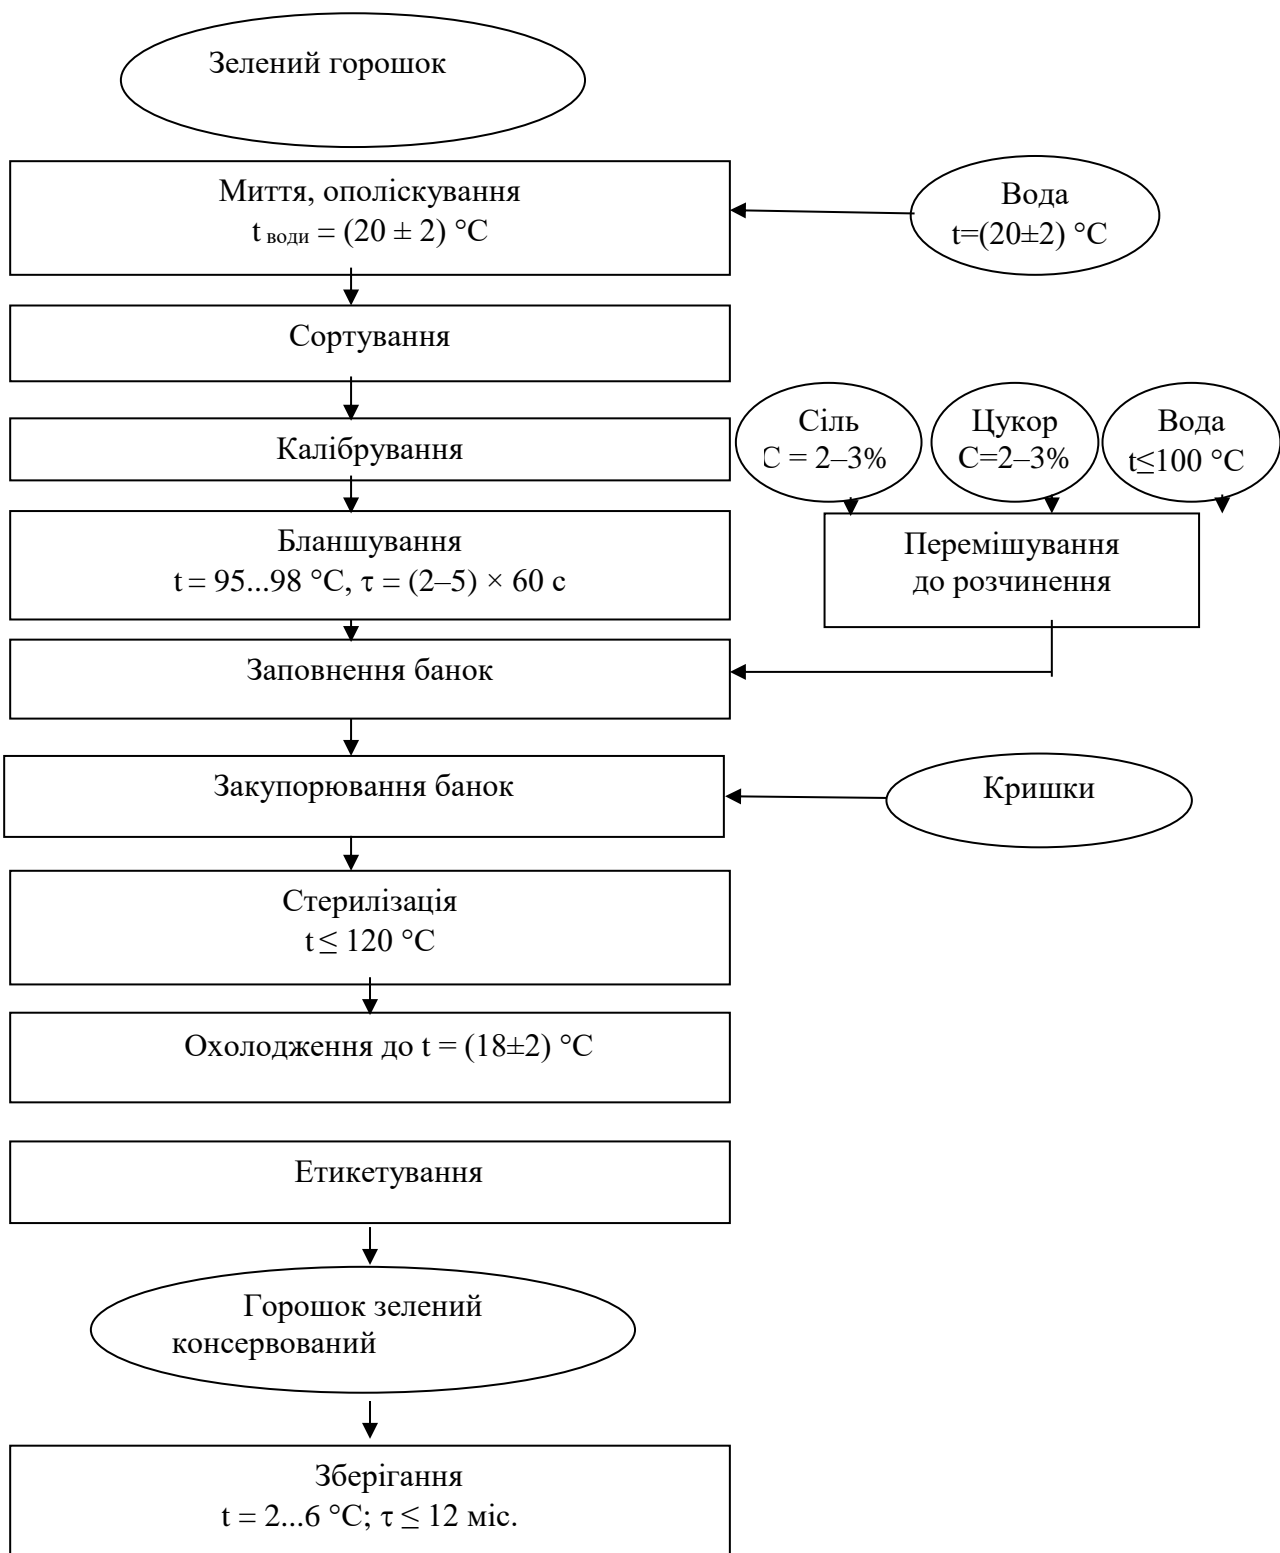 Зелений горошок
Миття, ополіскування
t води = (20 ± 2) °C
Вода
t=(20±2) °C
Сортування
Калібрування
Сіль
C = 2–3%
Цукор
C=2–3%
Вода
t≤100 °C
Бланшування
t = 95...98 °C, τ = (2–5) × 60 с
Перемішування
до розчинення
Заповнення банок
Закупорювання банок
Кришки
Стерилізація
t ≤ 120 °C
Охолодження до t = (18±2) °C
Етикетування
Горошок зелений
консервований
Зберігання
t = 2...6 °C; τ ≤ 12 міс.